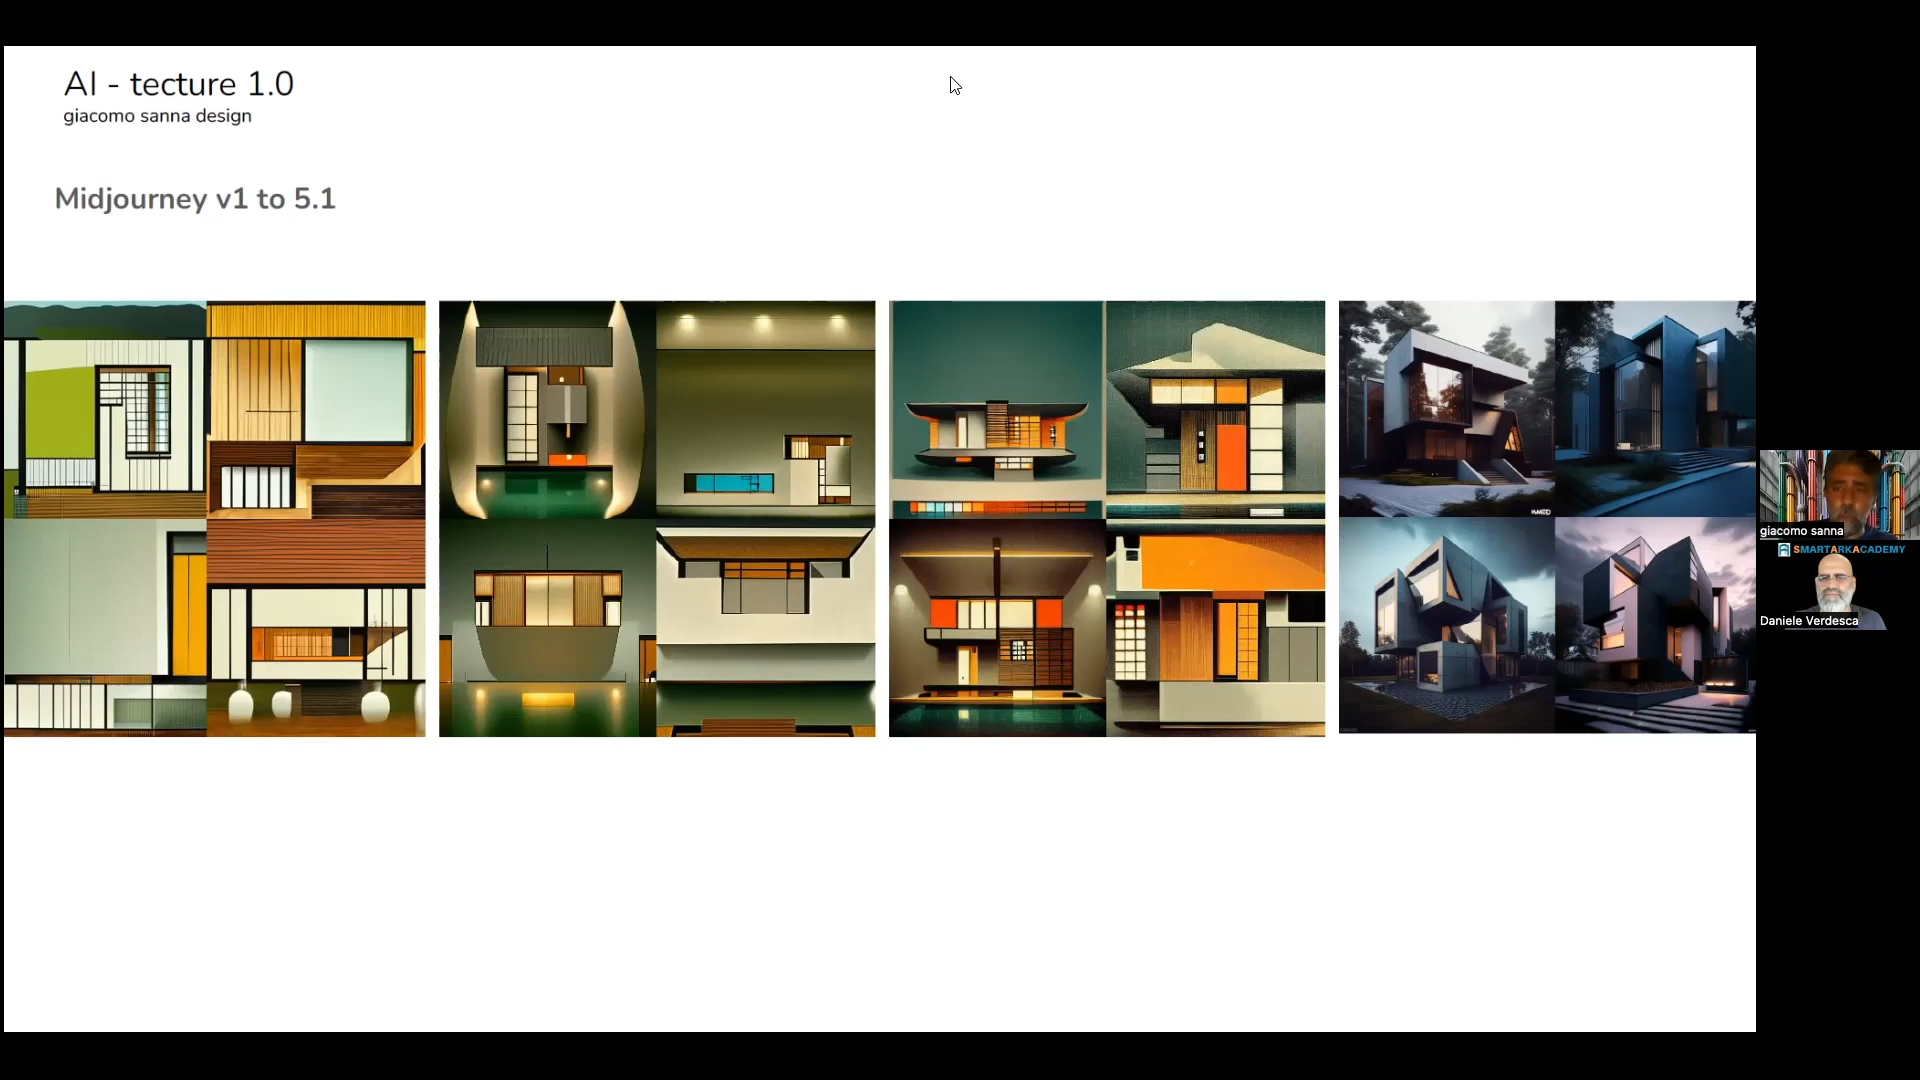 AI - tecture 1.0
giacomo sanna design
Midjourney v1 to 5.1
giacomo sanna
SMARTARKACADEMY
Daniele Verdesca